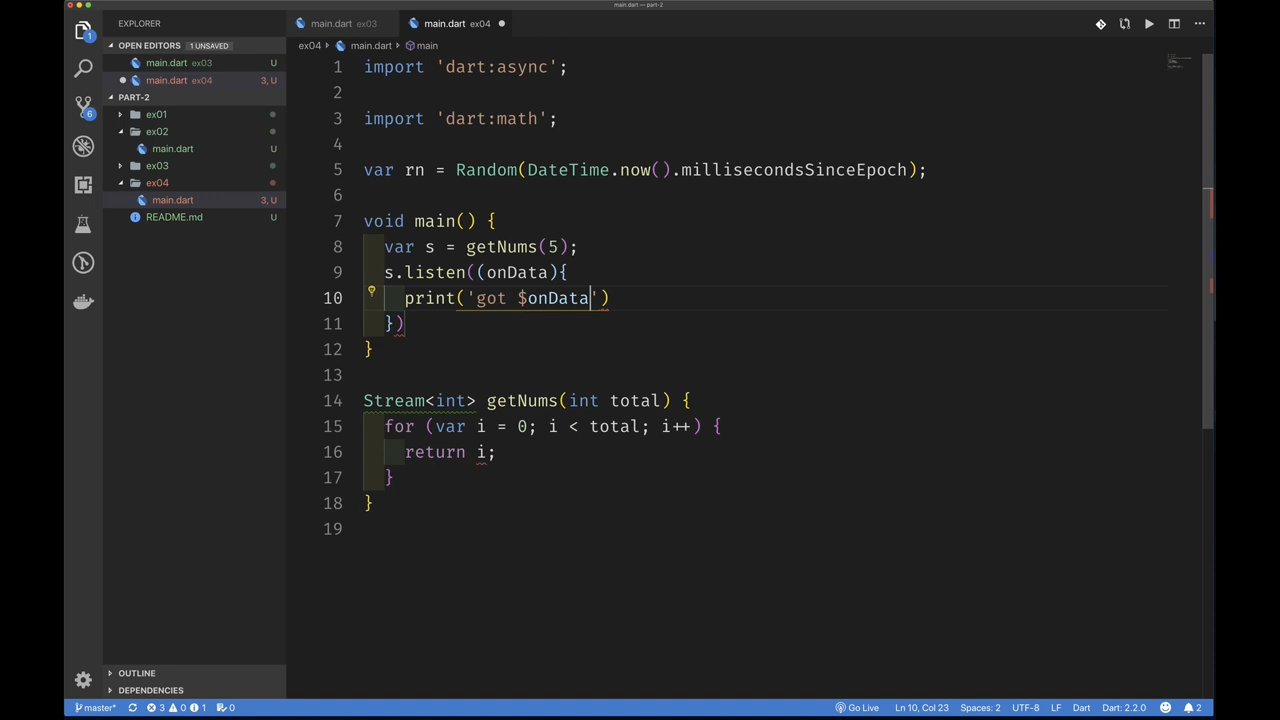 main.dart — part-2
EXPLORER
main.dart ex03
main.dart ex04
OPEN EDITORS 1 UNSAVED
ex04 main.dart main
main.dart ex03 U
main.dart ex04 3, U
PART-2
ex01
ex02
main.dart U
ex03
ex04
main.dart 3, U
README.md U
1
6
1 import 'dart:async';
2
3 import 'dart:math';
4
5 var rn = Random(DateTime.now().millisecondsSinceEpoch);
6
7 void main() {
8 var s = getNums(5);
9 s.listen((onData){
10 print('got $onData')
11 })
12 }
13
14 Stream<int> getNums(int total) {
15 for (var i = 0; i < total; i++) {
16 return i;
17 }
18 }
19
OUTLINE
DEPENDENCIES
master* 3 0 1 0 Go Live Ln 10, Col 23 Spaces: 2 UTF-8 LF Dart Dart: 2.2.0 2